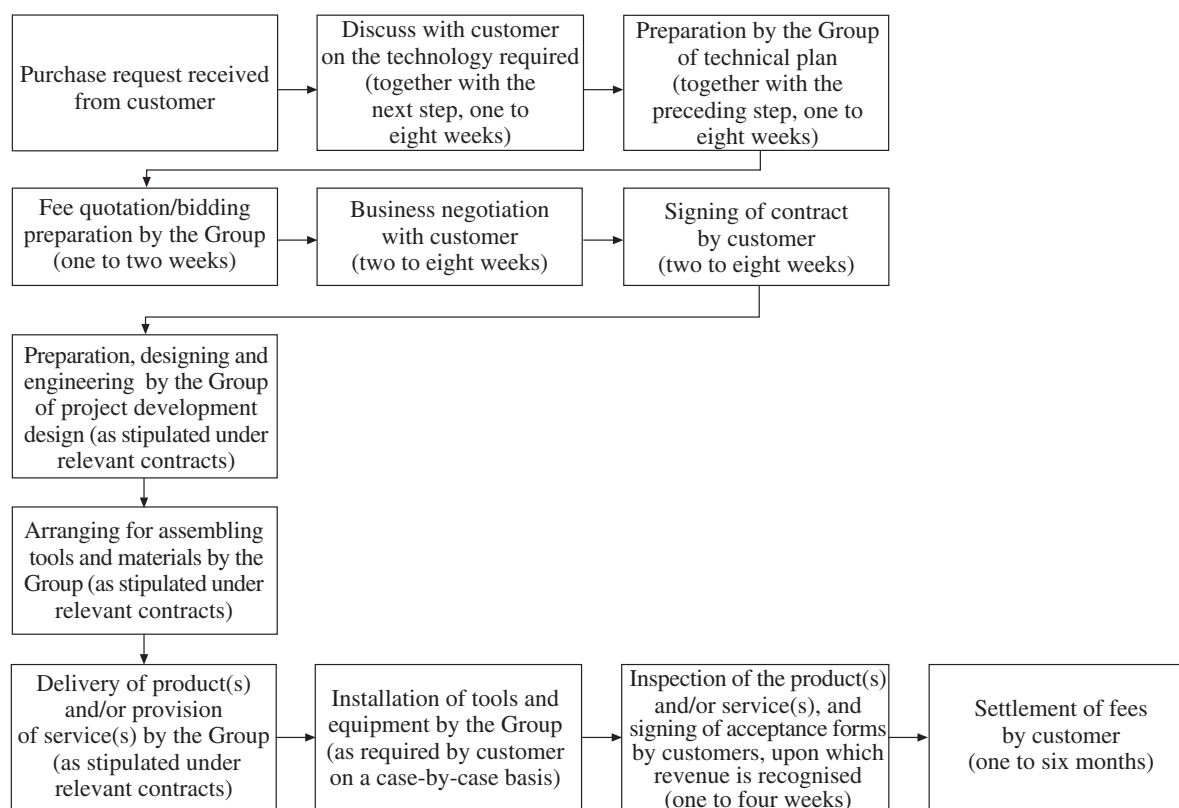 Purchase request received
from customer
Discuss with customer
on the technology required
(together with the
next step, one to
eight weeks)
Preparation by the Group
of technical plan
(together with the
preceding step, one to
eight weeks)
Fee quotation/bidding
preparation by the Group
(one to two weeks)
Business negotiation
with customer
(two to eight weeks)
Signing of contract
by customer
(two to eight weeks)
Preparation, designing and
engineering by the Group
of project development
design (as stipulated under
relevant contracts)
Arranging for assembling
tools and materials by the
Group (as stipulated under
relevant contracts)
Delivery of product(s)
and/or provision
of service(s) by the Group
(as stipulated under
relevant contracts)
Installation of tools and
equipment by the Group
(as required by customer
on a case-by-case basis)
Inspection of the product(s)
and/or service(s), and
signing of acceptance forms
by customers, upon which
revenue is recognised
(one to four weeks)
Settlement of fees
by customer
(one to six months)